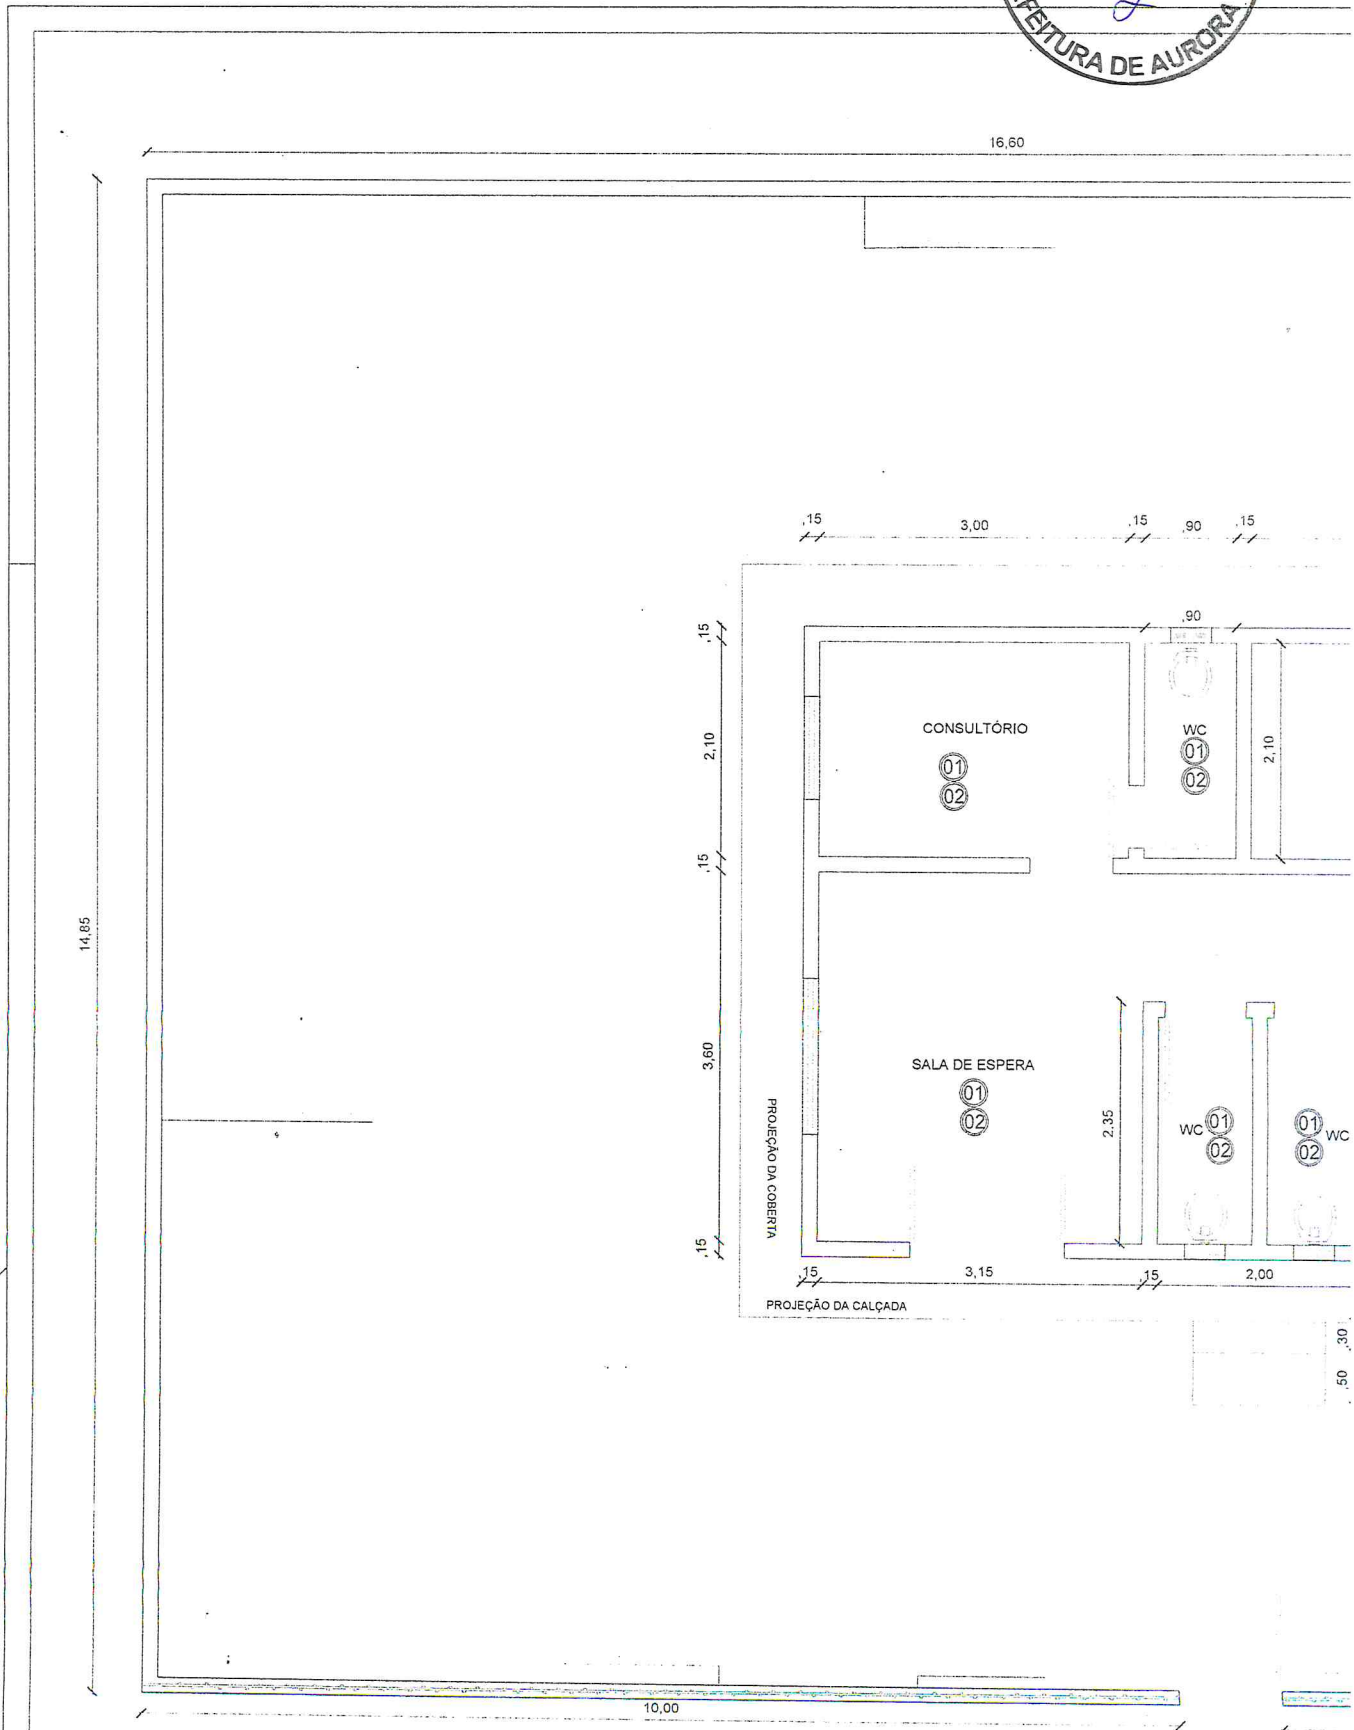 FEITURA DE AURORA
16,60
,15 3,00 ,15 ,90 ,15
,90
,15
2,10
CONSULTÓRIO
01
02
WC
01
02
2,10
,15
14,85
3,60
SALA DE ESPERA
01
02
2,35
WC 01
02
01 WC
02
PROJEÇÃO DA COBERTA
,15
,15 3,15 ,15 2,00
PROJEÇÃO DA CALÇADA
,30
,50
10,00